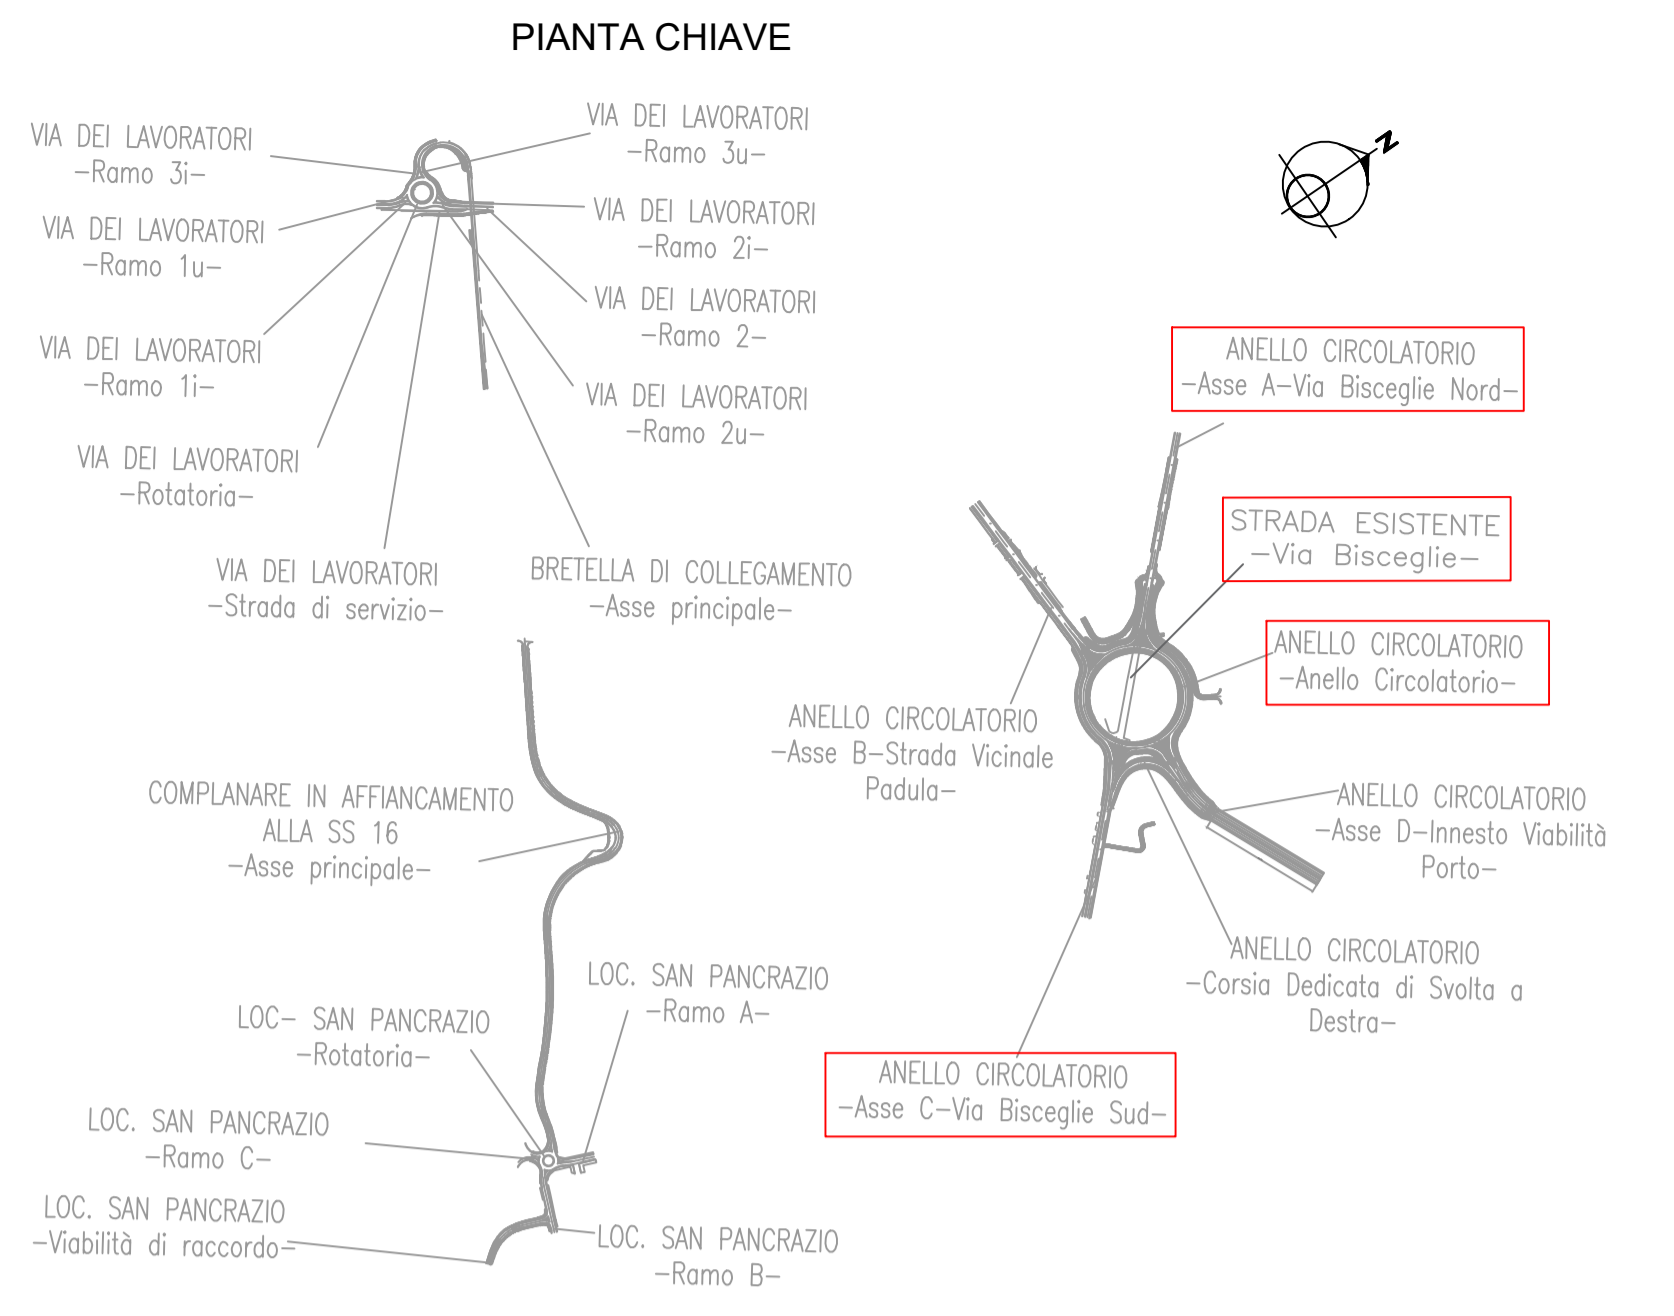 PIANTA CHIAVE
VIA DEI LAVORATORI
-Ramo 3i-
VIA DEI LAVORATORI
-Ramo 3u-
N
VIA DEI LAVORATORI
-Ramo 1u-
VIA DEI LAVORATORI
-Ramo 2i-
VIA DEI LAVORATORI
-Ramo 1i-
VIA DEI LAVORATORI
-Ramo 2-
VIA DEI LAVORATORI
-Ramo 2u-
VIA DEI LAVORATORI
-Rotatoria-
VIA DEI LAVORATORI
-Strada di servizio-
BRETELLA DI COLLEGAMENTO
-Asse principale-
ANELLO CIRCOLATORIO
-Asse A-Via Bisceglie Nord-
STRADA ESISTENTE
-Via Bisceglie-
ANELLO CIRCOLATORIO
-Anello Circolatorio-
ANELLO CIRCOLATORIO
-Asse B-Strada Vicinale
Padula-
ANELLO CIRCOLATORIO
-Asse D-Innesto Viabilità
Porto-
ANELLO CIRCOLATORIO
-Corsia Dedicata di Svolta a
Destra-
ANELLO CIRCOLATORIO
-Asse C-Via Bisceglie Sud-
COMPLANARE IN AFFIANCAMENTO
ALLA SS 16
-Asse principale-
LOC. SAN PANCRAZIO
-Ramo A-
LOC- SAN PANCRAZIO
-Rotatoria-
LOC. SAN PANCRAZIO
-Ramo C-
LOC. SAN PANCRAZIO
-Viabilità di raccordo-
LOC. SAN PANCRAZIO
-Ramo B-